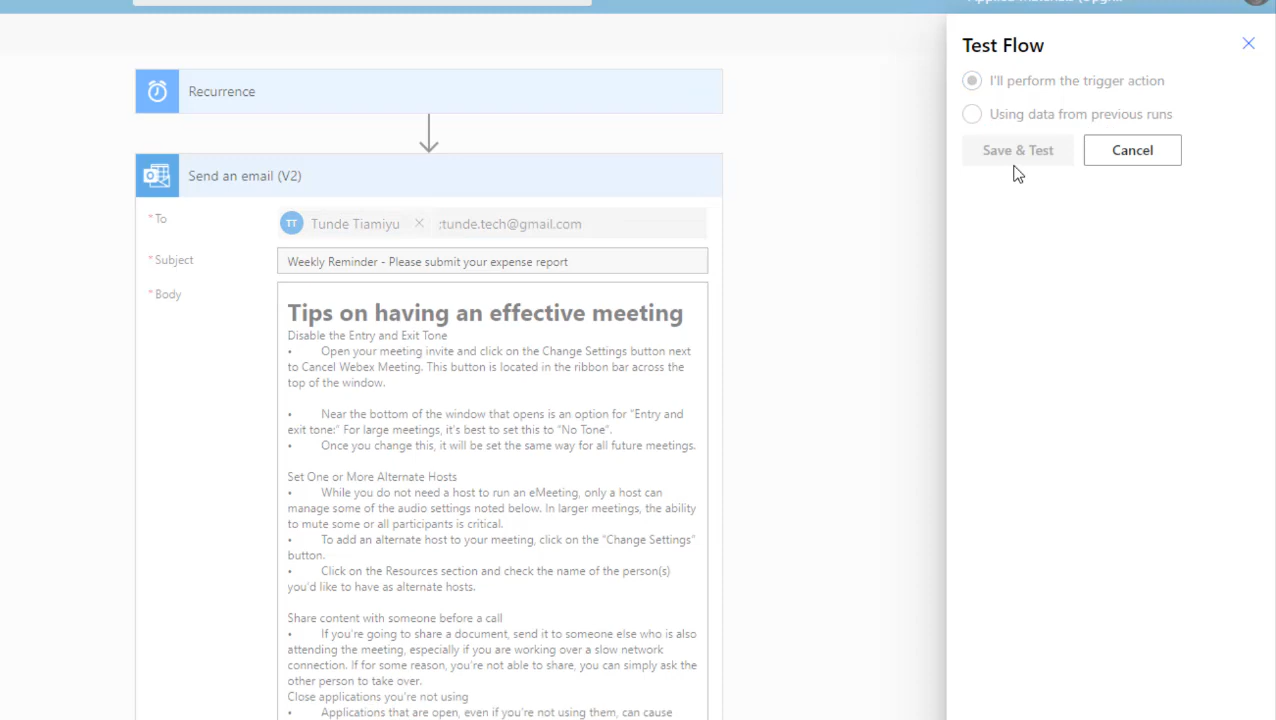 Test Flow
I'll perform the trigger action
Using data from previous runs
Save & Test
Cancel
Recurrence
Send an email (V2)
* To
TT Tunde Tiamiyu
:tunde.tech@gmail.com
* Subject
Weekly Reminder - Please submit your expense report
* Body
Tips on having an effective meeting
Disable the Entry and Exit Tone
• Open your meeting invite and click on the Change Settings button next
to Cancel Webex Meeting. This button is located in the ribbon bar across the
top of the window.
• Near the bottom of the window that opens is an option for "Entry and
exit tone:" For large meetings, it's best to set this to "No Tone".
• Once you change this, it will be set the same way for all future meetings.
Set One or More Alternate Hosts
• While you do not need a host to run an eMeeting, only a host can
manage some of the audio settings noted below. In larger meetings, the ability
to mute some or all participants is critical.
• To add an alternate host to your meeting, click on the "Change Settings"
button.
• Click on the Resources section and check the name of the person(s)
you'd like to have as alternate hosts.
Share content with someone before a call
• If you're going to share a document, send it to someone else who is also
attending the meeting, especially if you are working over a slow network
connection. If for some reason, you're not able to share, you can simply ask the
other person to take over.
Close applications you're not using
• Applications that are open, even if you're not using them, can cause